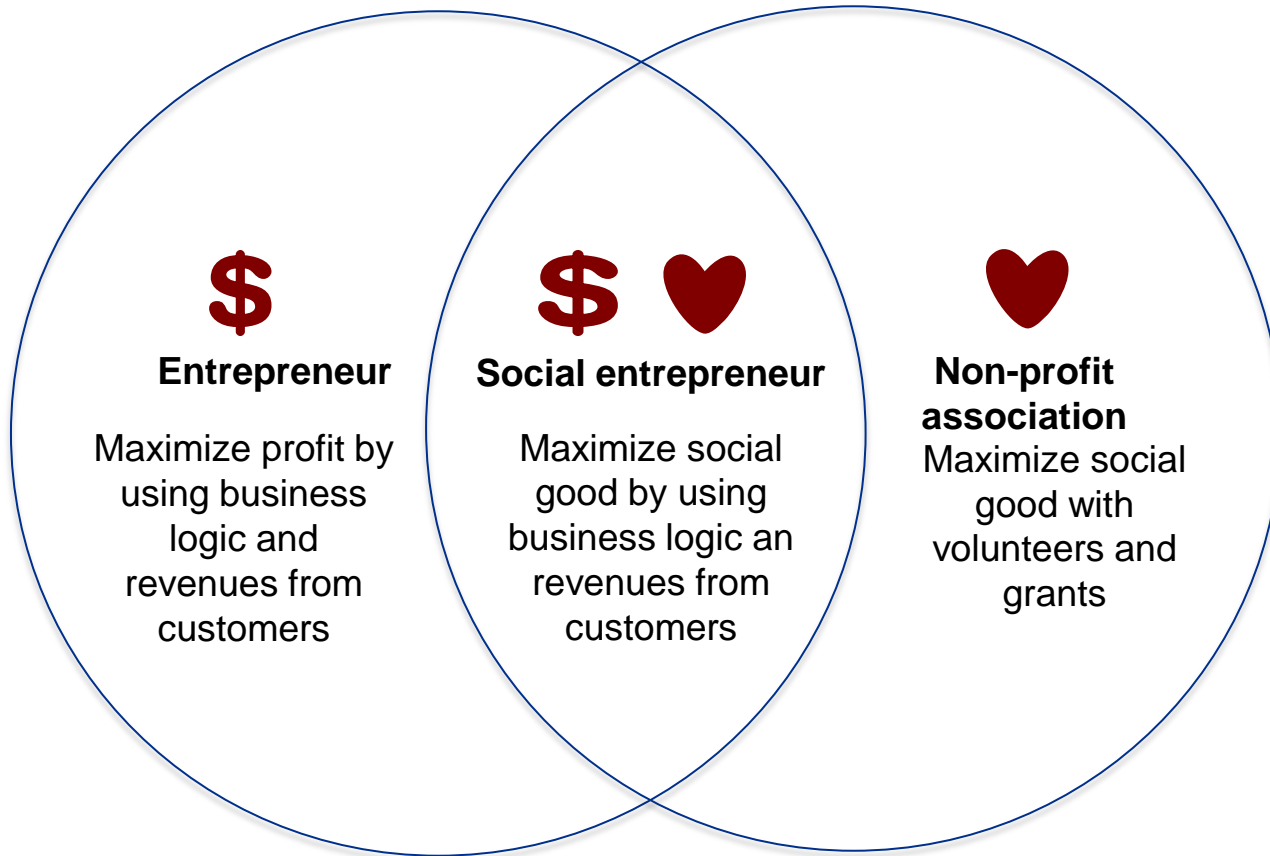 $
Entrepreneur
Maximize profit by
using business
logic and
revenues from
customers
$
Social entrepreneur
Maximize social
good by using
business logic an
revenues from
customers
Non-profit
association
Maximize social
good with
volunteers and
grants